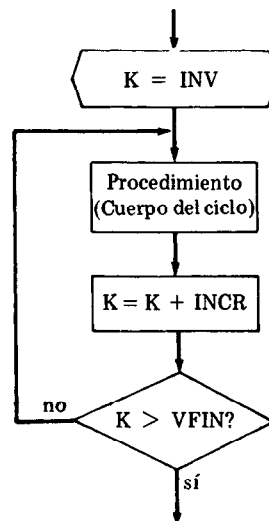 K = INV
Procedimiento
(Cuerpo del ciclo)
K = K + INCR
K > VFIN?
no
sí